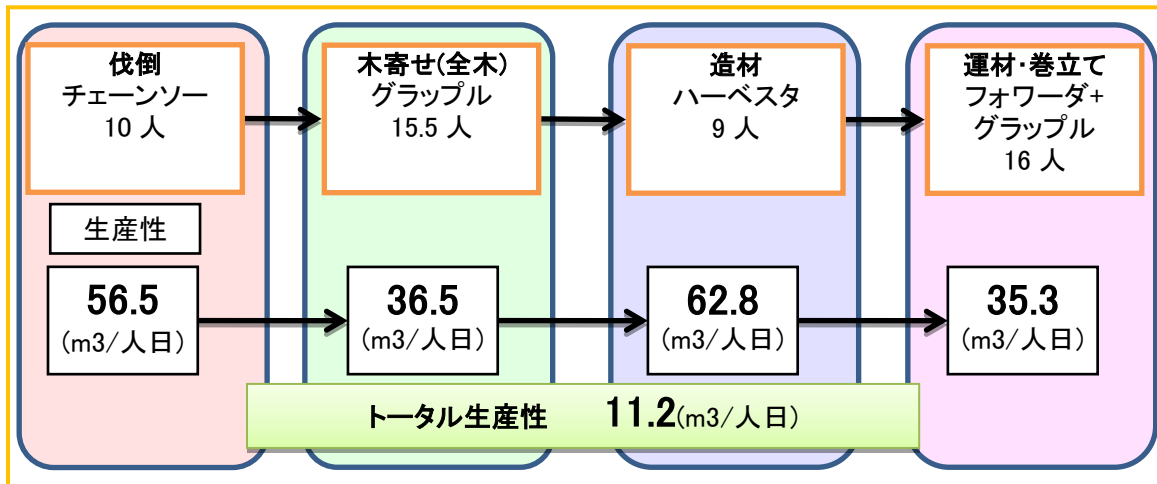 伐倒
チェーンソー
10 人
木寄せ(全木)
グラップル
15.5 人
造材
ハーベスタ
9 人
運材・巻立て
フォワーダ+
グラップル
16 人
生産性
56.5
(m3/人日)
36.5
(m3/人日)
62.8
(m3/人日)
35.3
(m3/人日)
トータル生産性 11.2(m3/人日)